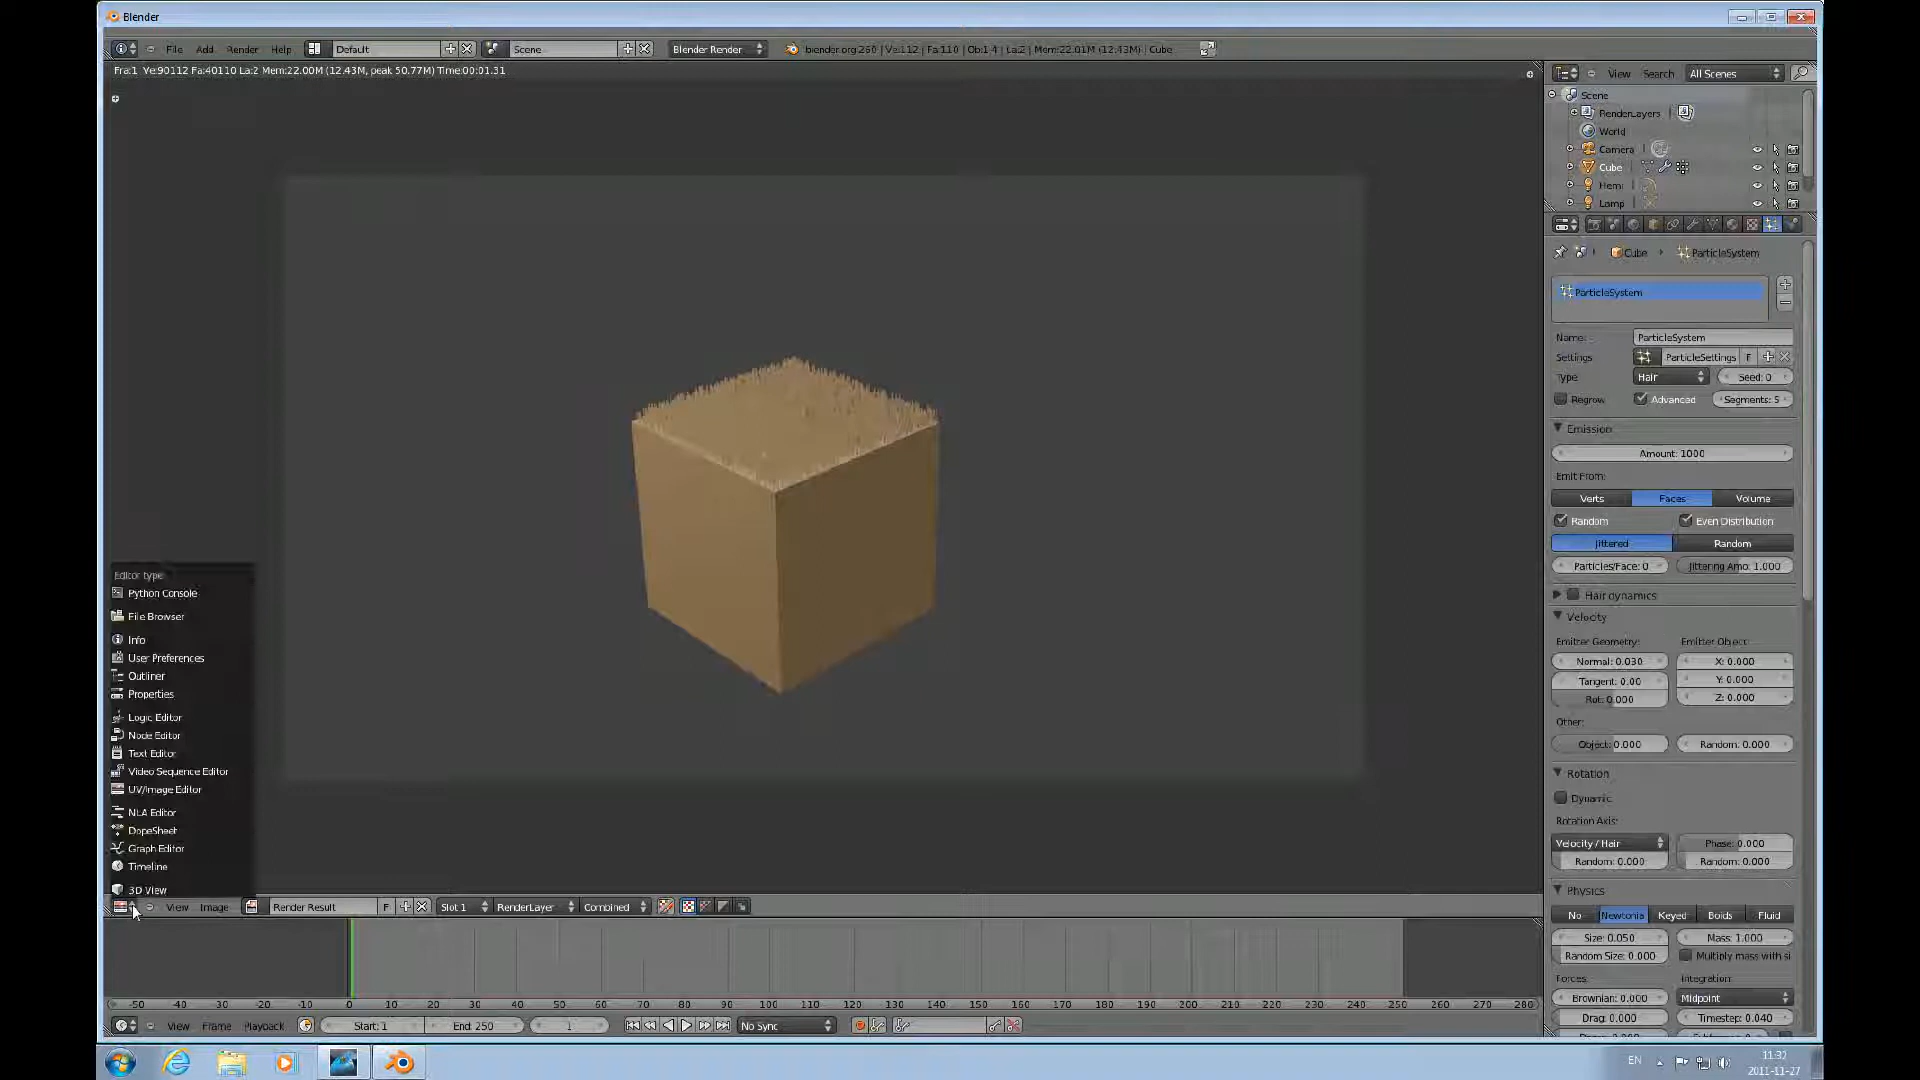 Blender
File Add Render Help Default Scene Blender Render blender.org 260 | Ve:112 | Fa:110 | Ob:1-4 | La:2 | Mem:22.01M (12.43M) | Cube
Fra:1 Ve:90112 Fa:40110 La:2 Mem:22.00M (12.43M, peak 50.77M) Time:00:01.31
View Search All Scenes
Scene
RenderLayers
World
Camera
Cube
Hemi
Lamp
Cube ParticleSystem
ParticleSystem
Name: ParticleSystem
Settings ParticleSettings F
Type: Hair Seed: 0
Regrow Advanced Segments: 5
Emission
Amount: 1000
Emit From:
Verts Faces Volume
Random Even Distribution
Jittered Random
Particles/Face: 0 Jittering Amo: 1.000
Hair dynamics
Velocity
Emitter Geometry: Emitter Object:
Normal: 0.030 X: 0.000
Tangent: 0.00 Y: 0.000
Rot: 0.000 Z: 0.000
Other:
Object: 0.000 Random: 0.000
Rotation
Dynamic
Rotation Axis:
Velocity / Hair Phase: 0.000
Random: 0.000 Random: 0.000
Physics
No Newtonia Keyed Boids Fluid
Size: 0.050 Mass: 1.000
Random Size: 0.000 Multiply mass with si
Forces: Integration:
Brownian: 0.000 Midpoint
Drag: 0.000 Timestep: 0.040
Editor type
Python Console
File Browser
Info
User Preferences
Outliner
Properties
Logic Editor
Node Editor
Text Editor
Video Sequence Editor
UV/Image Editor
NLA Editor
DopeSheet
Graph Editor
Timeline
3D View
View Image Render Result F Slot 1 RenderLayer Combined
-50 -40 -30 -20 -10 0 10 20 30 40 50 60 70 80 90 100 110 120 130 140 150 160 170 180 190 200 210 220 230 240 250 260 270 280
View Frame Playback Start: 1 End: 250 1 No Sync
EN 11:32
2011-11-27